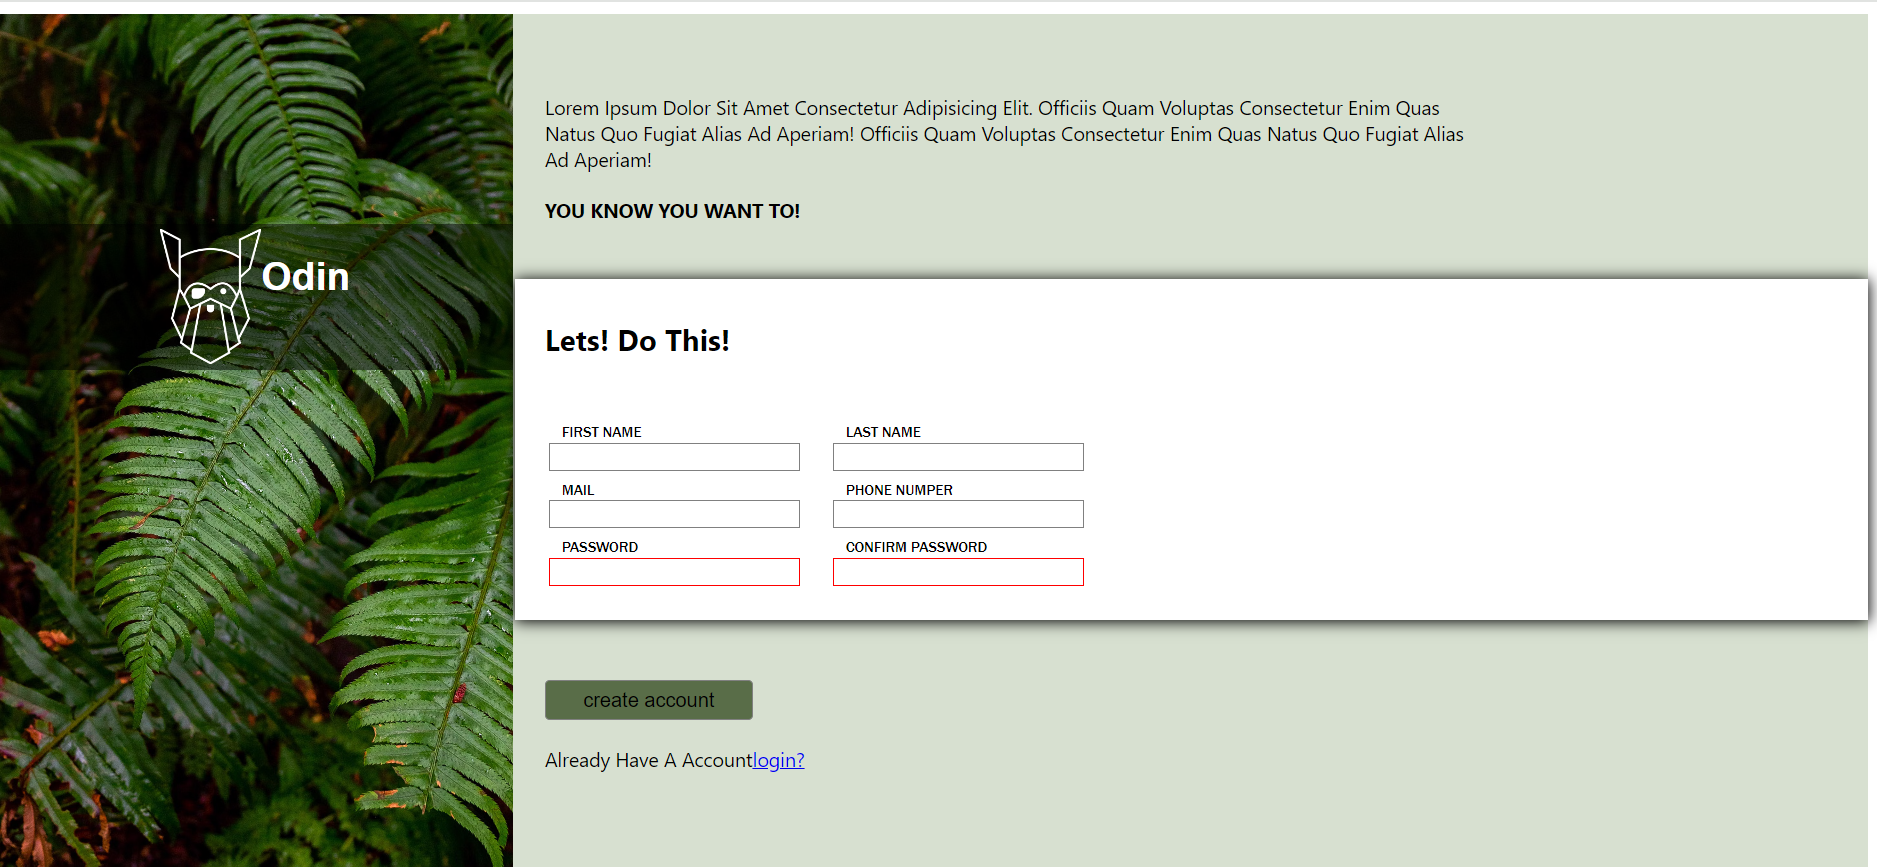 Odin
Lorem Ipsum Dolor Sit Amet Consectetur Adipisicing Elit. Officiis Quam Voluptas Consectetur Enim Quas
Natus Quo Fugiat Alias Ad Aperiam! Officiis Quam Voluptas Consectetur Enim Quas Natus Quo Fugiat Alias
Ad Aperiam!
YOU KNOW YOU WANT TO!
Lets! Do This!
FIRST NAME
LAST NAME
MAIL
PHONE NUMPER
PASSWORD
CONFIRM PASSWORD
create account
Already Have A Accountlogin?